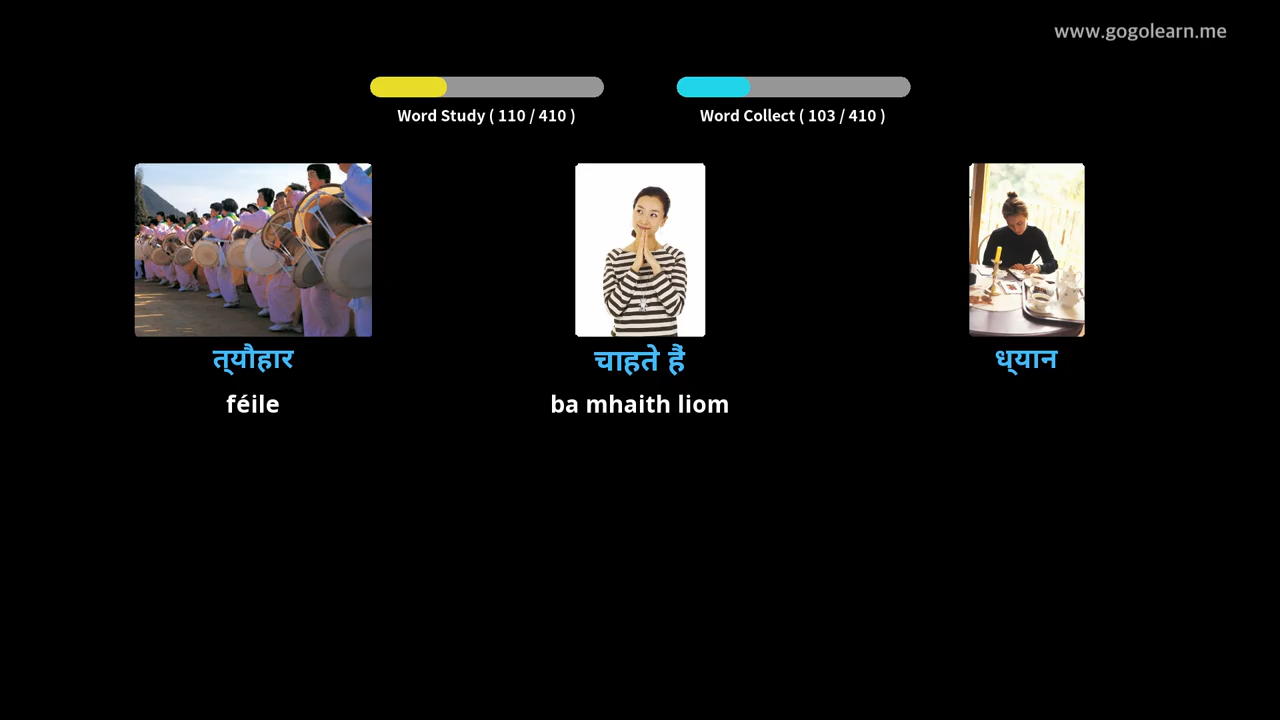 www.gogolearn.me
Word Study ( 110 / 410 )
Word Collect ( 103 / 410 )
त्यौहार
चाहते हैं
ध्यान
féile
ba mhaith liom